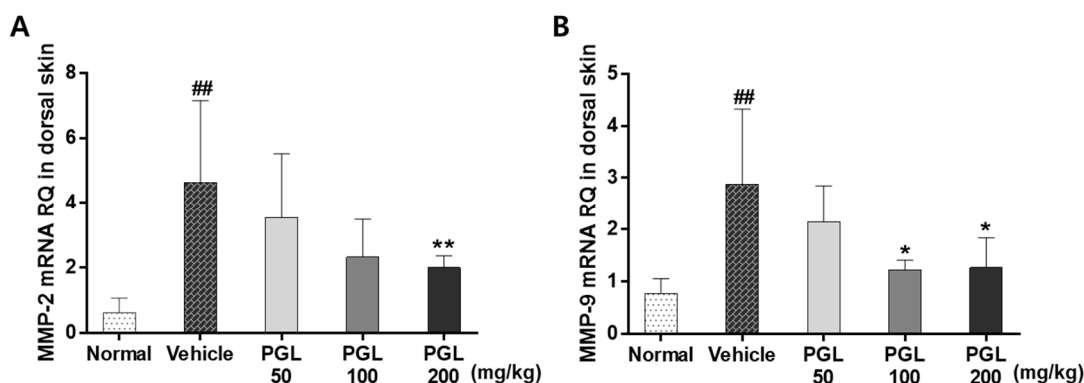 A
MMP-2 mRNA RQ in dorsal skin
8
6
4
2
0
##
**
Normal
Vehicle
PGL
50
PGL
100
PGL
200
(mg/kg)
B
MMP-9 mRNA RQ in dorsal skin
5
4
3
2
1
0
##
*
*
Normal
Vehicle
PGL
50
PGL
100
PGL
200
(mg/kg)